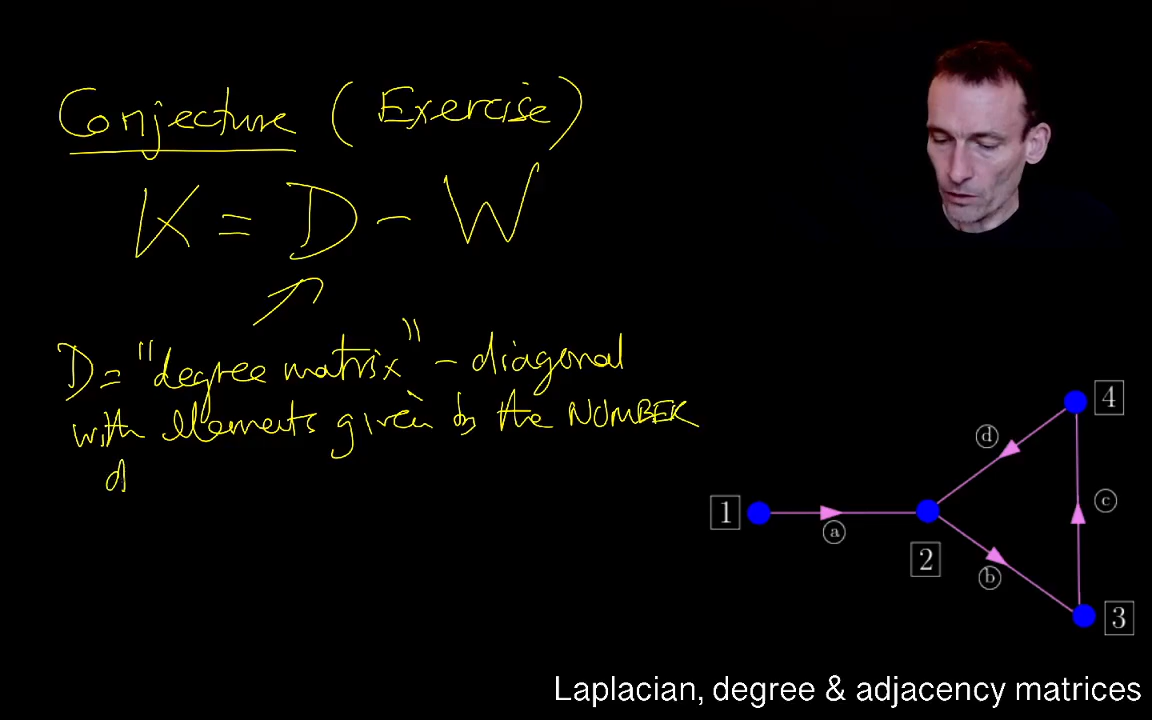 Conjecture (Exercise)
K = D - W
D = "degree matrix" - diagonal
with elements given by the NUMBER
d
4
d
c
1
a
2
b
3
Laplacian, degree & adjacency matrices